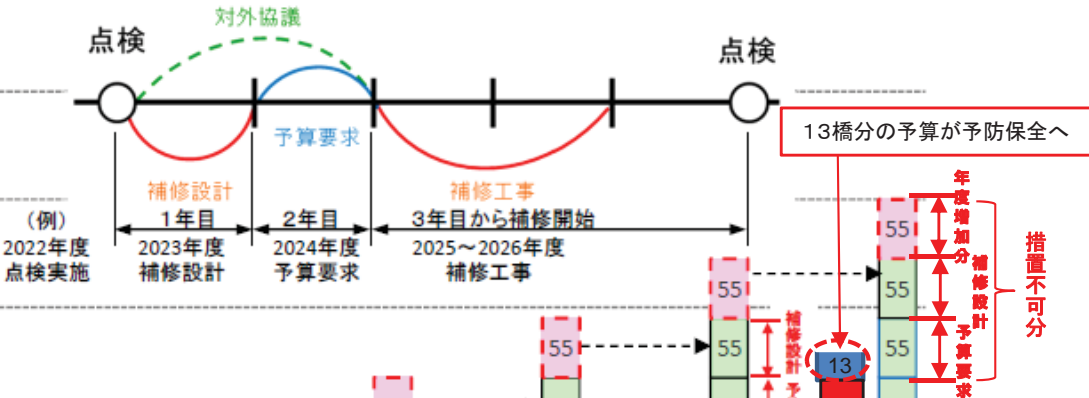 対外協議
点検
点検
予算要求
13橋分の予算が予防保全へ
補修設計
補修工事
(例)
1年目
2年目
3年目から補修開始
2022年度
2023年度
2024年度
2025〜2026年度
点検実施
補修設計
予算要求
補修工事
年度増加分
55
措置不可分
補修設計
55
55
55
補修設計
55
55
予算要求
13
予